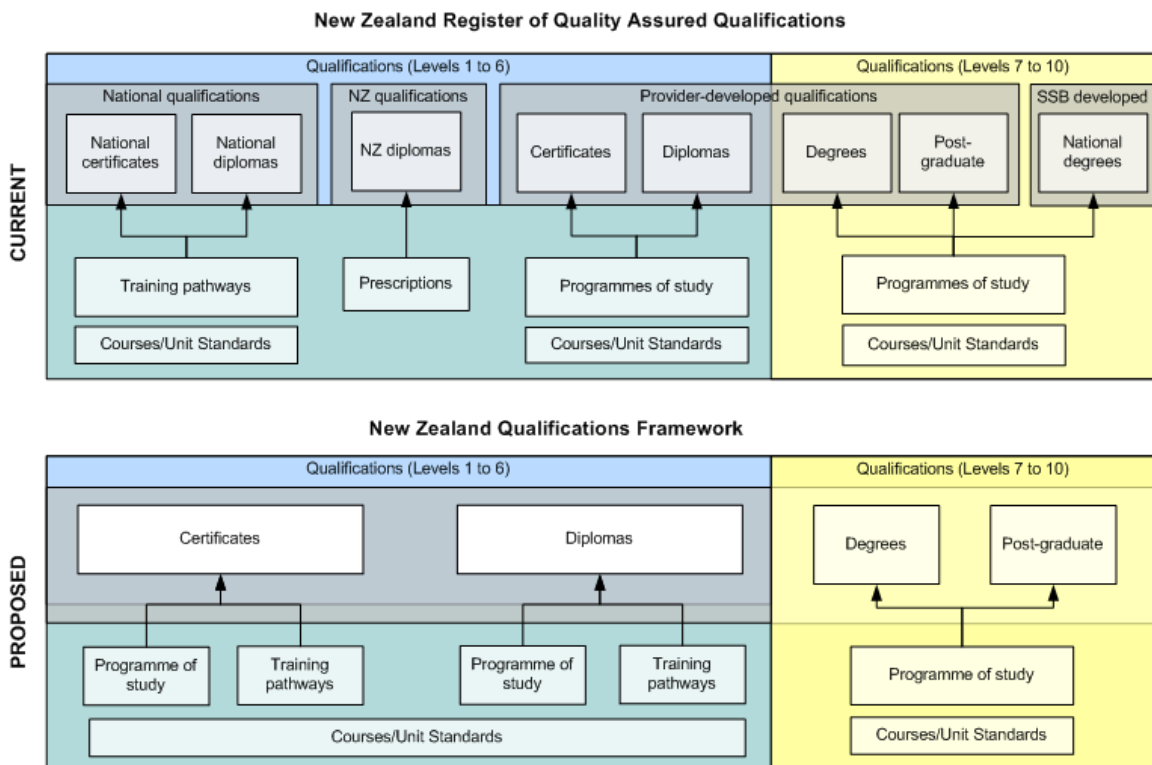 New Zealand Register of Quality Assured Qualifications
CURRENT
Qualifications (Levels 1 to 6)
Qualifications (Levels 7 to 10)
National qualifications
NZ qualifications
Provider-developed qualifications
SSB developed
National
certificates
National
diplomas
NZ diplomas
Certificates
Diplomas
Degrees
Post-
graduate
National
degrees
Training pathways
Prescriptions
Programmes of study
Programmes of study
Courses/Unit Standards
Courses/Unit Standards
Courses/Unit Standards
New Zealand Qualifications Framework
PROPOSED
Qualifications (Levels 1 to 6)
Qualifications (Levels 7 to 10)
Certificates
Diplomas
Degrees
Post-graduate
Programme of
study
Training
pathways
Programme of
study
Training
pathways
Programme of study
Courses/Unit Standards
Courses/Unit Standards